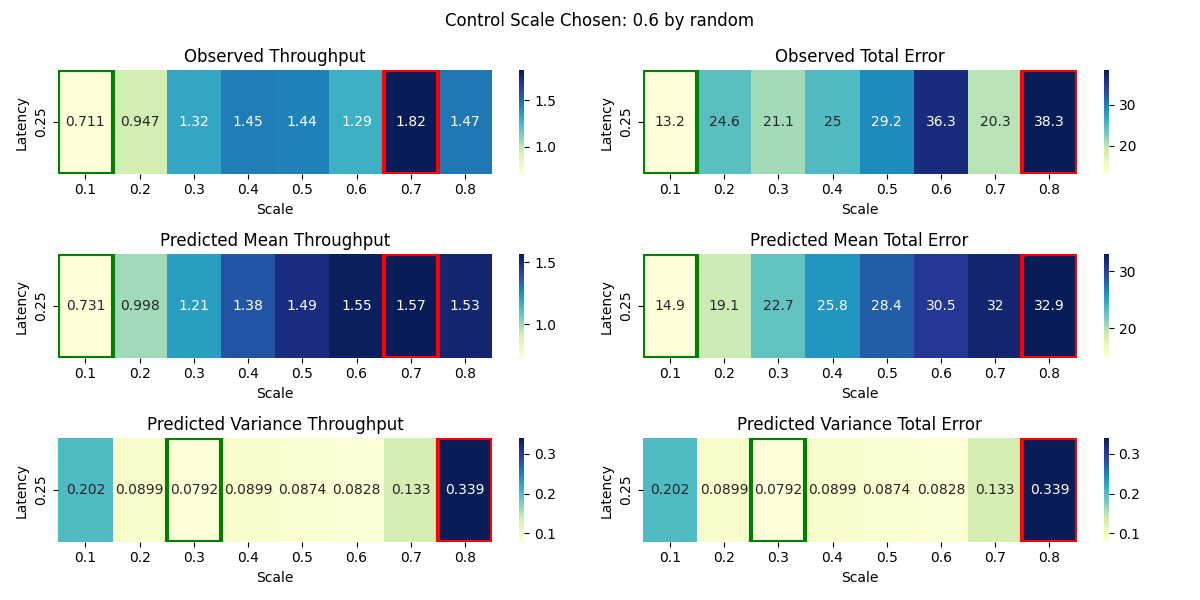 Control Scale Chosen: 0.6 by random
Observed Throughput
Latency
0.25
0.711 0.947 1.32 1.45 1.44 1.29 1.82 1.47
0.1 0.2 0.3 0.4 0.5 0.6 0.7 0.8
Scale
1.5
1.0
Observed Total Error
Latency
0.25
13.2 24.6 21.1 25 29.2 36.3 20.3 38.3
0.1 0.2 0.3 0.4 0.5 0.6 0.7 0.8
Scale
30
20
Predicted Mean Throughput
Latency
0.25
0.731 0.998 1.21 1.38 1.49 1.55 1.57 1.53
0.1 0.2 0.3 0.4 0.5 0.6 0.7 0.8
Scale
1.5
1.0
Predicted Mean Total Error
Latency
0.25
14.9 19.1 22.7 25.8 28.4 30.5 32 32.9
0.1 0.2 0.3 0.4 0.5 0.6 0.7 0.8
Scale
30
20
Predicted Variance Throughput
Latency
0.25
0.202 0.0899 0.0792 0.0899 0.0874 0.0828 0.133 0.339
0.1 0.2 0.3 0.4 0.5 0.6 0.7 0.8
Scale
0.3
0.2
0.1
Predicted Variance Total Error
Latency
0.25
0.202 0.0899 0.0792 0.0899 0.0874 0.0828 0.133 0.339
0.1 0.2 0.3 0.4 0.5 0.6 0.7 0.8
Scale
0.3
0.2
0.1